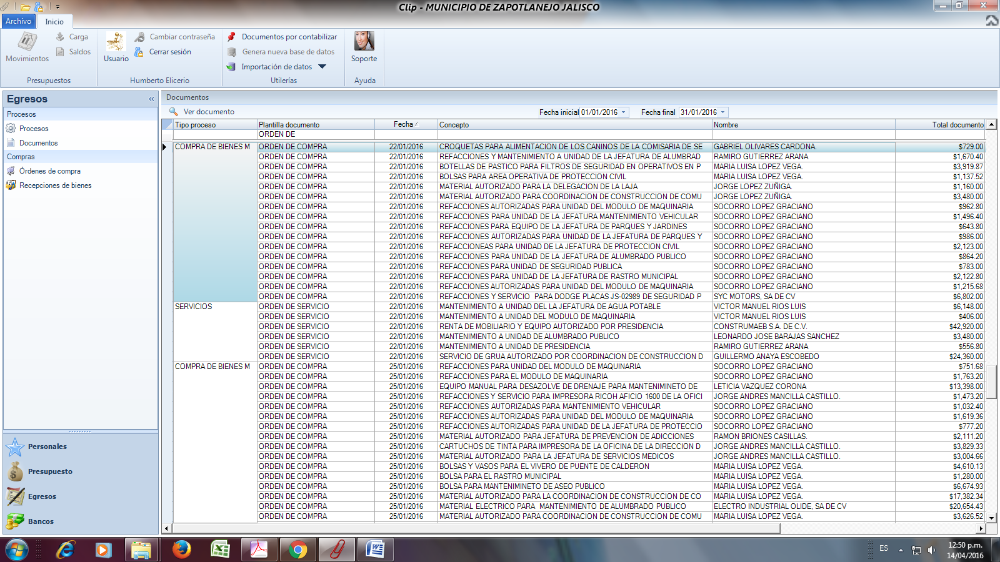 Clip - MUNICIPIO DE ZAPOTLANEJO JALISCO
Archivo Inicio
Movimientos Carga Saldos
Presupuestos
Usuario Cambiar contraseña Cerrar sesión
Humberto Elicerio
Documentos por contabilizar
Genera nueva base de datos
Importación de datos
Utilerías
Soporte
Ayuda
Egresos «
Procesos
Procesos
Documentos
Compras
Órdenes de compra
Recepciones de bienes
Personales
Presupuesto
Egresos
Bancos
Documentos
Ver documento Fecha inicial 01/01/2016 Fecha final 31/01/2016
Tipo proceso Plantilla documento Fecha Concepto Nombre Total documento
ORDEN DE
COMPRA DE BIENES M ORDEN DE COMPRA 22/01/2016 CROQUETAS PARA ALIMENTACION DE LOS CANINOS DE LA COMISARIA DE SE GABRIEL OLIVARES CARDONA. $729.00
ORDEN DE COMPRA 22/01/2016 REFACCIONES Y MANTENIMIENTO A UNIDAD DE LA JEFATURA DE ALUMBRAD RAMIRO GUTIERREZ ARANA $1,670.40
ORDEN DE COMPRA 22/01/2016 BOTELLAS DE PASTICO PARA FILTROS DE SEGURIDAD EN OPERATIVOS EN P MARIA LUISA LOPEZ VEGA. $3,919.87
ORDEN DE COMPRA 22/01/2016 BOLSAS PARA AREA OPERATIVA DE PROTECCION CIVIL MARIA LUISA LOPEZ VEGA. $1,137.52
ORDEN DE COMPRA 22/01/2016 MATERIAL AUTORIZADO PARA LA DELEGACION DE LA LAJA JORGE LOPEZ ZUÑIGA. $1,160.00
ORDEN DE COMPRA 22/01/2016 MATERIAL AUTORIZADO PARA COORDINACION DE CONSTRUCCION DE COMU JORGE LOPEZ ZUÑIGA. $3,480.00
ORDEN DE COMPRA 22/01/2016 REFACCIONES AUTORIZADAS PARA UNIDAD DEL MODULO DE MAQUINARIA SOCORRO LOPEZ GRACIANO $962.80
ORDEN DE COMPRA 22/01/2016 REFACCIONES PARA UNIDAD DE LA JEFATURA MANTENIMIENTO VEHICULAR SOCORRO LOPEZ GRACIANO $1,496.40
ORDEN DE COMPRA 22/01/2016 REFACCIONES PARA EQUIPO DE LA JEFATURA DE PARQUES Y JARDINES SOCORRO LOPEZ GRACIANO $643.80
ORDEN DE COMPRA 22/01/2016 REFACCIONES AUTORIZADAS PARA UNIDAD DE LA JEFATURA DE PARQUES Y SOCORRO LOPEZ GRACIANO $986.00
ORDEN DE COMPRA 22/01/2016 REFACCIONEAS PARA UNIDAD DE LA JEFATURA DE PROTECCION CIVIL SOCORRO LOPEZ GRACIANO $2,123.00
ORDEN DE COMPRA 22/01/2016 REFACCIONES PARA UNIDAD DE LA JEFATURA DE ALUMBRADO PUBLICO SOCORRO LOPEZ GRACIANO $864.20
ORDEN DE COMPRA 22/01/2016 REFACCIONES PARA UNIDAD DE SEGURIDAD PUBLICA SOCORRO LOPEZ GRACIANO $783.00
ORDEN DE COMPRA 22/01/2016 REFACCIONES PARA UNIDAD DE LA JEFATURA DE RASTRO MUNICIPAL SOCORRO LOPEZ GRACIANO $2,122.80
ORDEN DE COMPRA 22/01/2016 REFACCIONES AUTORIZADAS PARA UNIDAD DEL MODULO DE MAQUINARIA SOCORRO LOPEZ GRACIANO $1,215.68
ORDEN DE COMPRA 22/01/2016 REFACCIONES Y SERVICIO PARA DODGE PLACAS JS-02989 DE SEGURIDAD P SYC MOTORS, SA DE CV $6,802.00
SERVICIOS ORDEN DE SERVICIO 22/01/2016 MANTENIMIENTO A UNIDAD DEL LA JEFATURA DE AGUA POTABLE VICTOR MANUEL RIOS LUIS $6,148.00
ORDEN DE SERVICIO 22/01/2016 MANTENIMIENTO A UNIDAD DEL MODULO DE MAQUINARIA VICTOR MANUEL RIOS LUIS $406.00
ORDEN DE SERVICIO 22/01/2016 RENTA DE MOBILIARIO Y EQUIPO AUTORIZADO POR PRESIDENCIA CONSTRUMAEB S.A. DE C.V. $42,920.00
ORDEN DE SERVICIO 22/01/2016 MANTENIMIENTO A UNIDAD DE ALUMBRADO PUBLICO LEONARDO JOSE BARAJAS SANCHEZ $3,480.00
ORDEN DE SERVICIO 22/01/2016 MANTENIMIENTO A UNIDAD DE PRESIDENCIA RAMIRO GUTIERREZ ARANA $556.80
ORDEN DE SERVICIO 22/01/2016 SERVICIO DE GRUA AUTORIZADO POR COORDINACION DE CONSTRUCCION D GUILLERMO ANAYA ESCOBEDO $24,360.00
COMPRA DE BIENES M ORDEN DE COMPRA 25/01/2016 REFACCIONES PARA UNIDAD DEL MODULO DE MAQUINARIA SOCORRO LOPEZ GRACIANO $751.68
ORDEN DE COMPRA 25/01/2016 REFACCIONES PARA EL MODULO DE MAQUINARIA SOCORRO LOPEZ GRACIANO $1,763.20
ORDEN DE COMPRA 25/01/2016 EQUIPO MANUAL PARA DESAZOLVE DE DRENAJE PARA MANTENIMINETO DE LETICIA VAZQUEZ CORONA $13,398.00
ORDEN DE COMPRA 25/01/2016 REFACCIONES Y SERVICIO PARA IMPRESORA RICOH AFICIO 1600 DE LA OFICI JORGE ANDRES MANCILLA CASTILLO. $1,473.20
ORDEN DE COMPRA 25/01/2016 REFACCIONES AUTORIZADAS PARA MANTENIMIENTO VEHICULAR SOCORRO LOPEZ GRACIANO $1,032.40
ORDEN DE COMPRA 25/01/2016 REFACCIONES AUTORIZADAS PARA UNIDAD DEL MODULO DE MAQUINARIA SOCORRO LOPEZ GRACIANO $1,619.36
ORDEN DE COMPRA 25/01/2016 REFACCIONES AUTORIZADAS PARA UNIDAD DE LA JEFATURA DE PROTECCIO SOCORRO LOPEZ GRACIANO $777.20
ORDEN DE COMPRA 25/01/2016 MATERIAL AUTORIZADO PARA JEFATURA DE PREVENCION DE ADICCIONES RAMON BRIONES CASILLAS. $2,111.20
ORDEN DE COMPRA 25/01/2016 CARTUCHOS DE TINTA PARA IMPRESORA DE LA OFICINA DE LA DIRECCION D JORGE ANDRES MANCILLA CASTILLO. $3,829.33
ORDEN DE COMPRA 25/01/2016 MATERIAL AUTORIZADO PARA LA JEFATURA DE SERVICIOS MEDICOS JORGE ANDRES MANCILLA CASTILLO. $3,004.66
ORDEN DE COMPRA 25/01/2016 BOLSAS Y VASOS PARA EL VIVERO DE PUENTE DE CALDERON MARIA LUISA LOPEZ VEGA. $4,610.13
ORDEN DE COMPRA 25/01/2016 BOLSA PARA EL RASTRO MUNICIPAL MARIA LUISA LOPEZ VEGA. $1,280.00
ORDEN DE COMPRA 25/01/2016 BOLSA PARA MANTENIMINETO DE ASEO PUBLICO MARIA LUISA LOPEZ VEGA. $6,674.93
ORDEN DE COMPRA 25/01/2016 MATERIAL AUTORIZADO PARA LA COORDINACION DE CONSTRUCCION DE CO MARIA LUISA LOPEZ VEGA. $17,382.34
ORDEN DE COMPRA 25/01/2016 MATERIAL ELECTRICO PARA MANTENIMIENTO DE ALUMBRADO PUBLICO ELECTRO INDUSTRIAL OLIDE, SA DE CV $20,654.43
ORDEN DE COMPRA 25/01/2016 MATERIAL AUTORIZADO PARA COORDINACION DE CONSTRUCCION DE COMU MARIA LUISA LOPEZ VEGA. $3,626.52
ES 12:50 p.m.
14/04/2016